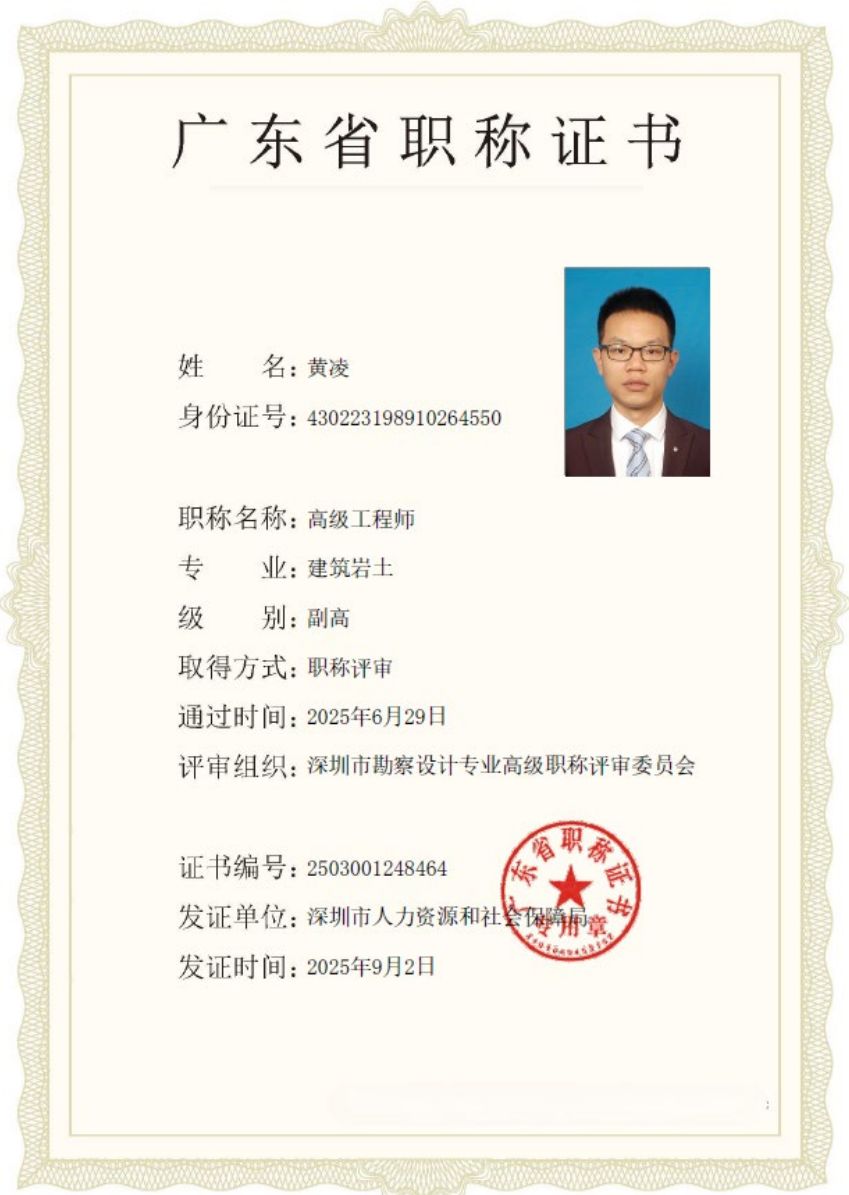 广东省职称证书
姓名：黄凌
身份证号：430223198910264550
职称名称：高级工程师
专业：建筑岩土
级别：副高
取得方式：职称评审
通过时间：2025年6月29日
评审组织：深圳市勘察设计专业高级职称评审委员会
证书编号：2503001248464
发证单位：深圳市人力资源和社会保障局
发证时间：2025年9月2日
广东省职称证书
专用章